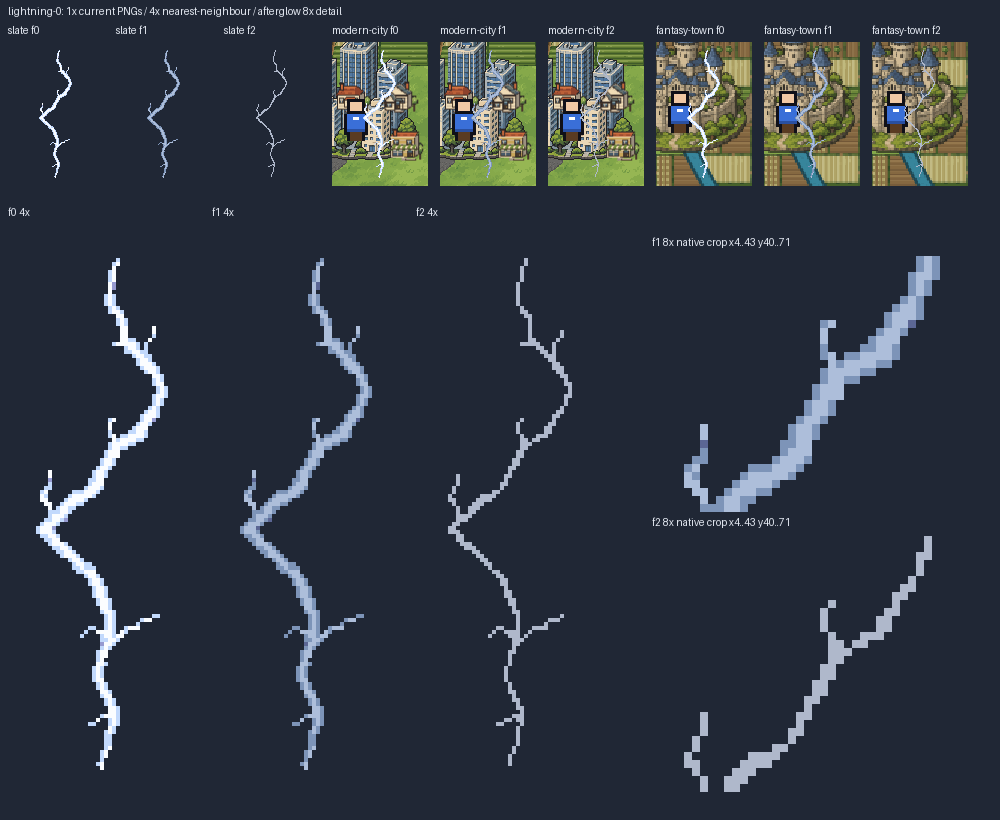 lightning-0: 1x current PNGs / 4x nearest-neighbour / afterglow 8x detail
slate f0
slate f1
slate f2
modern-city f0
modern-city f1
modern-city f2
fantasy-town f0
fantasy-town f1
fantasy-town f2
f0 4x
f1 4x
f2 4x
f1 8x native crop x4..43 y40..71
f2 8x native crop x4..43 y40..71